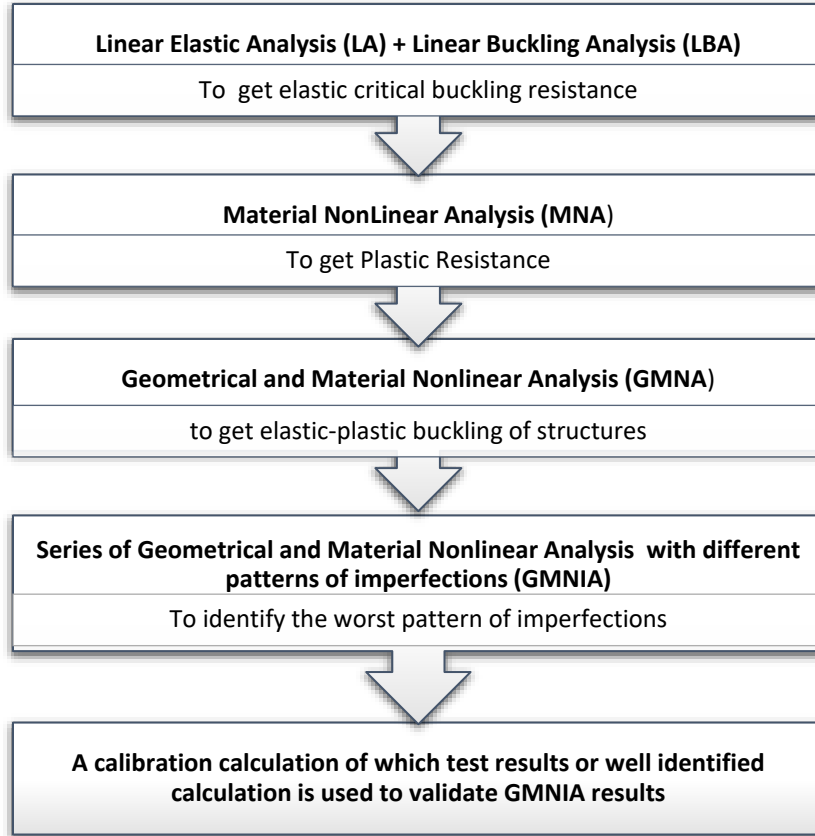 Linear Elastic Analysis (LA) + Linear Buckling Analysis (LBA)
To get elastic critical buckling resistance
Material NonLinear Analysis (MNA)
To get Plastic Resistance
Geometrical and Material Nonlinear Analysis (GMNA)
to get elastic-plastic buckling of structures
Series of Geometrical and Material Nonlinear Analysis with different
patterns of imperfections (GMNIA)
To identify the worst pattern of imperfections
A calibration calculation of which test results or well identified
calculation is used to validate GMNIA results